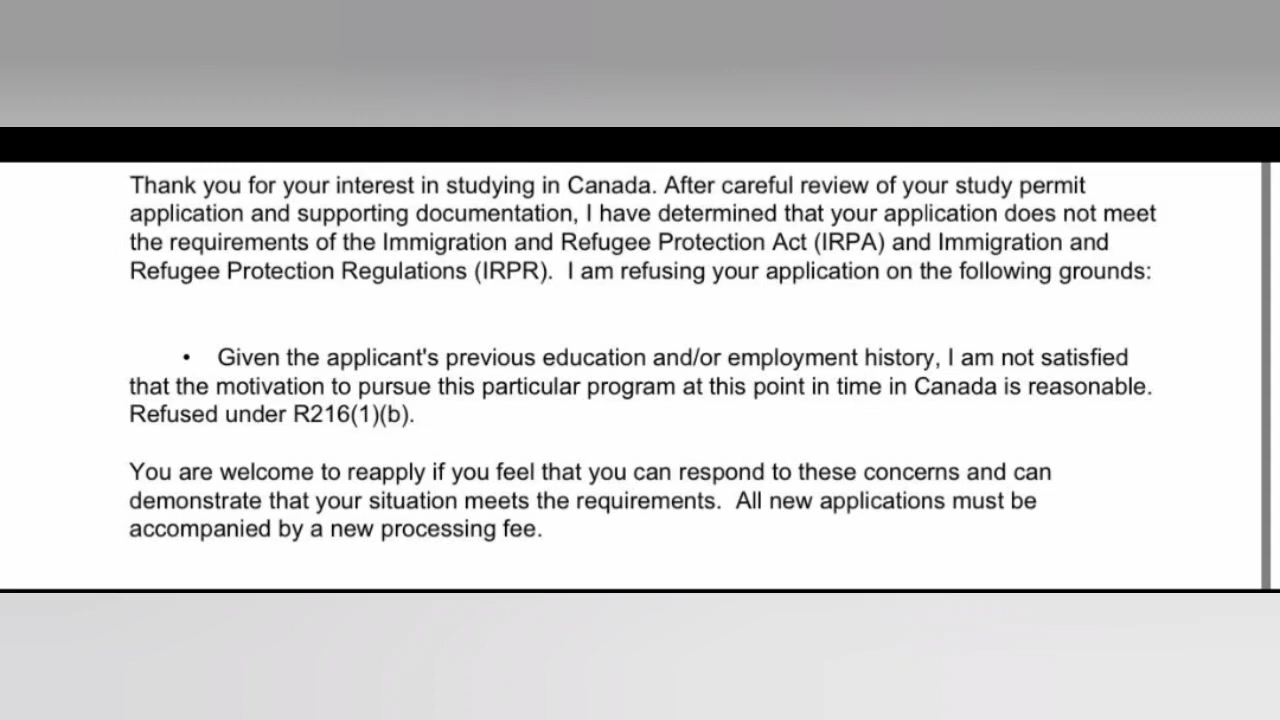 Thank you for your interest in studying in Canada. After careful review of your study permit
application and supporting documentation, I have determined that your application does not meet
the requirements of the Immigration and Refugee Protection Act (IRPA) and Immigration and
Refugee Protection Regulations (IRPR).  I am refusing your application on the following grounds:
• Given the applicant's previous education and/or employment history, I am not satisfied
that the motivation to pursue this particular program at this point in time in Canada is reasonable.
Refused under R216(1)(b).
You are welcome to reapply if you feel that you can respond to these concerns and can
demonstrate that your situation meets the requirements.  All new applications must be
accompanied by a new processing fee.